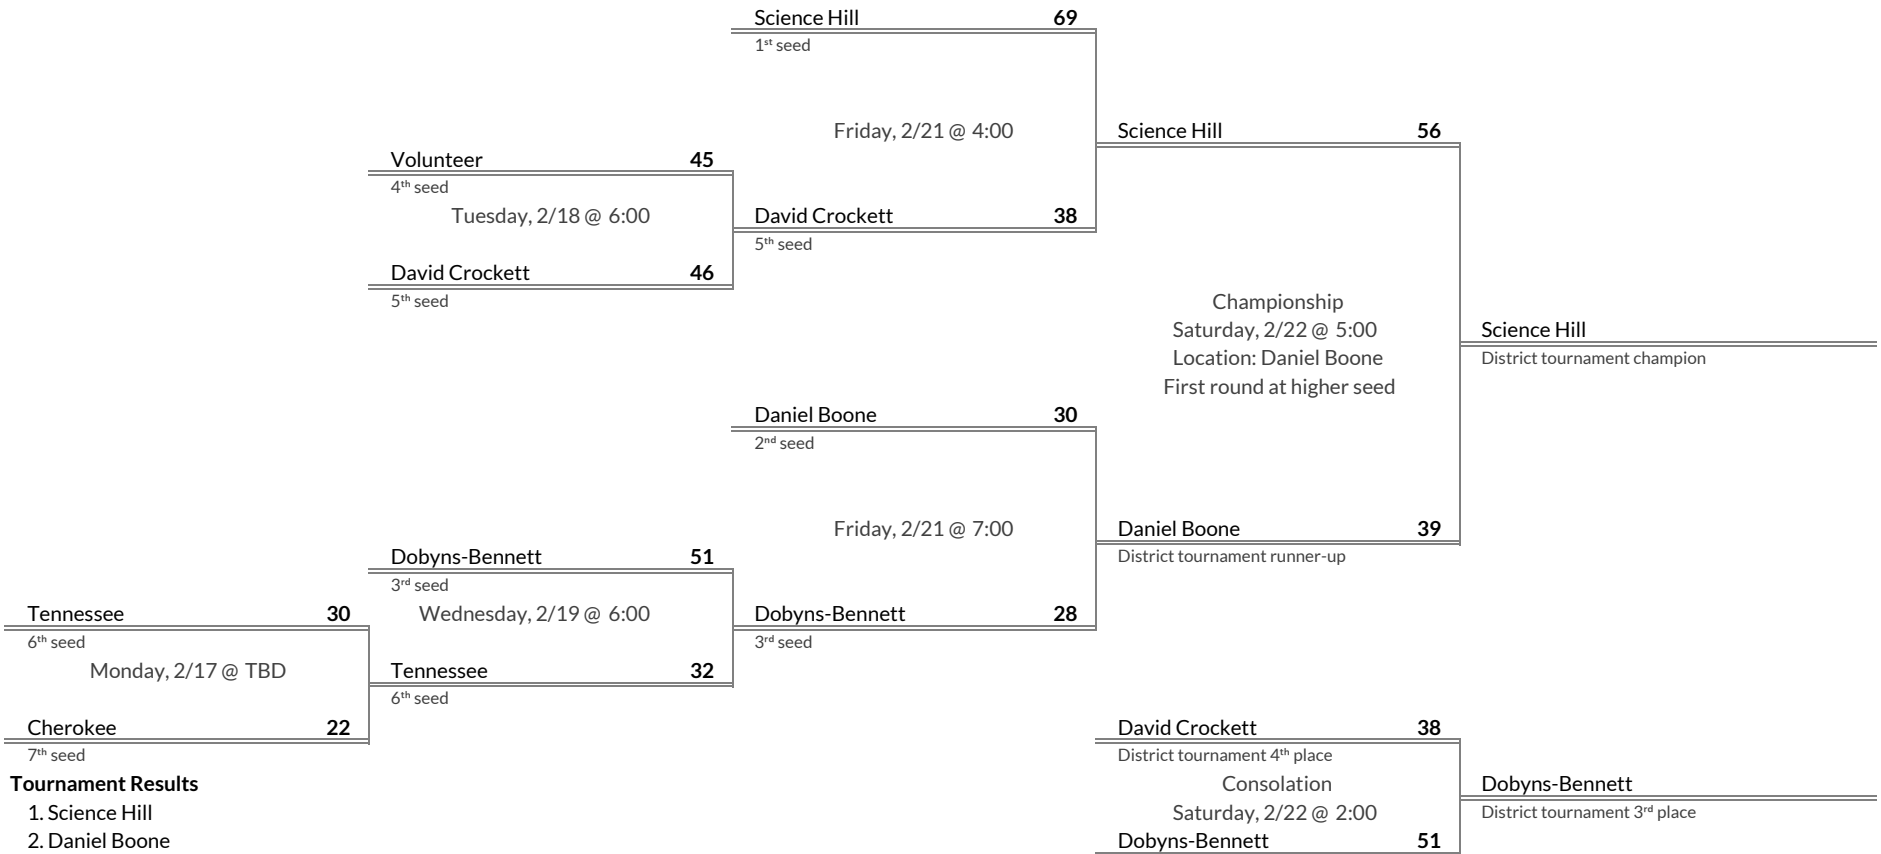 Science Hill 69
1st seed
Friday, 2/21 @ 4:00
Science Hill 56
Volunteer 45
4th seed
Tuesday, 2/18 @ 6:00
David Crockett 38
5th seed
David Crockett 46
5th seed
Championship
Saturday, 2/22 @ 5:00
Location: Daniel Boone
First round at higher seed
Science Hill
District tournament champion
Daniel Boone 30
2nd seed
Friday, 2/21 @ 7:00
Daniel Boone 39
District tournament runner-up
Dobyns-Bennett 51
3rd seed
Wednesday, 2/19 @ 6:00
Dobyns-Bennett 28
3rd seed
Tennessee 30
6th seed
Monday, 2/17 @ TBD
Tennessee 32
6th seed
Cherokee 22
7th seed
David Crockett 38
District tournament 4th place
Consolation
Saturday, 2/22 @ 2:00
Dobyns-Bennett 51
Dobyns-Bennett
District tournament 3rd place
Tournament Results
1. Science Hill
2. Daniel Boone